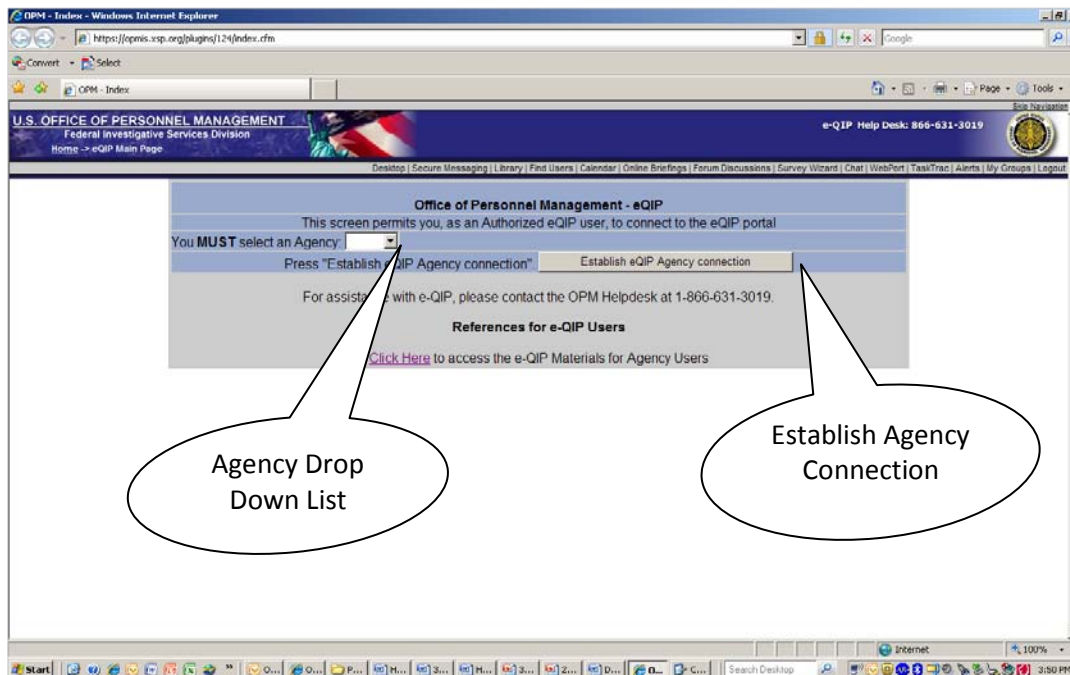 OPM - Index - Windows Internet Explorer
https://opmis.xsp.org/plugins/124/index.cfm
Google
Convert Select
OPM - Index
Page Tools
Skip Navigation
U.S. OFFICE OF PERSONNEL MANAGEMENT
Federal Investigative Services Division
Home -> eQIP Main Page
e-QIP Help Desk: 866-631-3019
Desktop | Secure Messaging | Library | Find Users | Calendar | Online Briefings | Forum Discussions | Survey Wizard | Chat | WebPort | TaskTrac | Alerts | My Groups | Logout
Office of Personnel Management - eQIP
This screen permits you, as an Authorized eQIP user, to connect to the eQIP portal
You MUST select an Agency:
Press "Establish eQIP Agency connection" Establish eQIP Agency connection
For assistance with e-QIP, please contact the OPM Helpdesk at 1-866-631-3019.
References for e-QIP Users
Click Here to access the e-QIP Materials for Agency Users
Agency Drop
Down List
Establish Agency
Connection
Internet 100%
Start O... O... P... H... 3... H... 3... 2... D... C... Search Desktop 3:50 PM